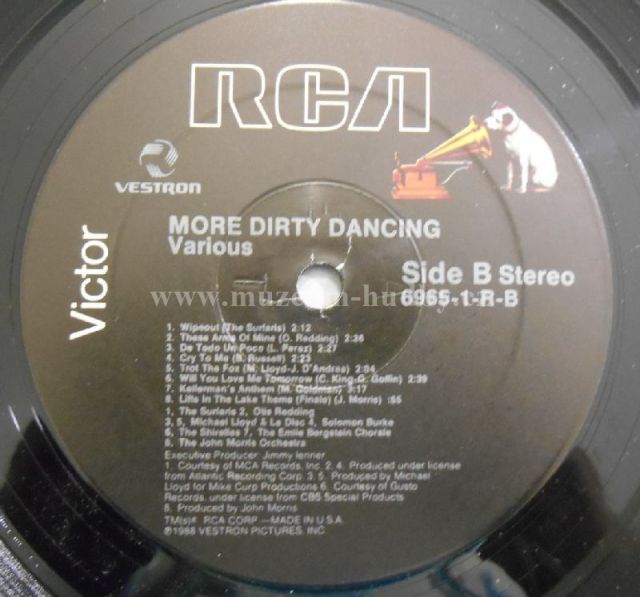 RCA
VESTRON
Victor
MORE DIRTY DANCING
Various
Side B Stereo
6965-1-R-B
1. Wipeout (The Surfaris) 2:12
2. These Arms Of Mine (O. Redding) 2:26
3. De Todo Un Poco (L. Perez) 2:27
4. Cry To Me (B. Russell) 2:23
5. Trot The Fox (M. Lloyd-J. D'Andrea) 2:04
6. Will You Love Me Tomorrow (C. King-G. Goffin) 2:39
7. Kellerman's Anthem (M. Goldman) 3:17
8. Lifts In The Lake Theme (Finale) (J. Morris) :55
1, The Surfaris 2, Otis Redding
3, 5, Michael Lloyd & Le Disc 4, Solomon Burke
6, The Shirelles 7, The Emile Bergstein Chorale
8, The John Morris Orchestra
Executive Producer: Jimmy Ienner
1. Courtesy of MCA Records, Inc. 2, 4. Produced under license
from Atlantic Recording Corp. 3, 5. Produced by Michael
Lloyd for Mike Curb Productions 6. Courtesy of Gusto
Records, under license from CBS Special Products
8. Produced by John Morris
TM(s)® RCA CORP.—MADE IN U.S.A.
℗1988 VESTRON PICTURES, INC.